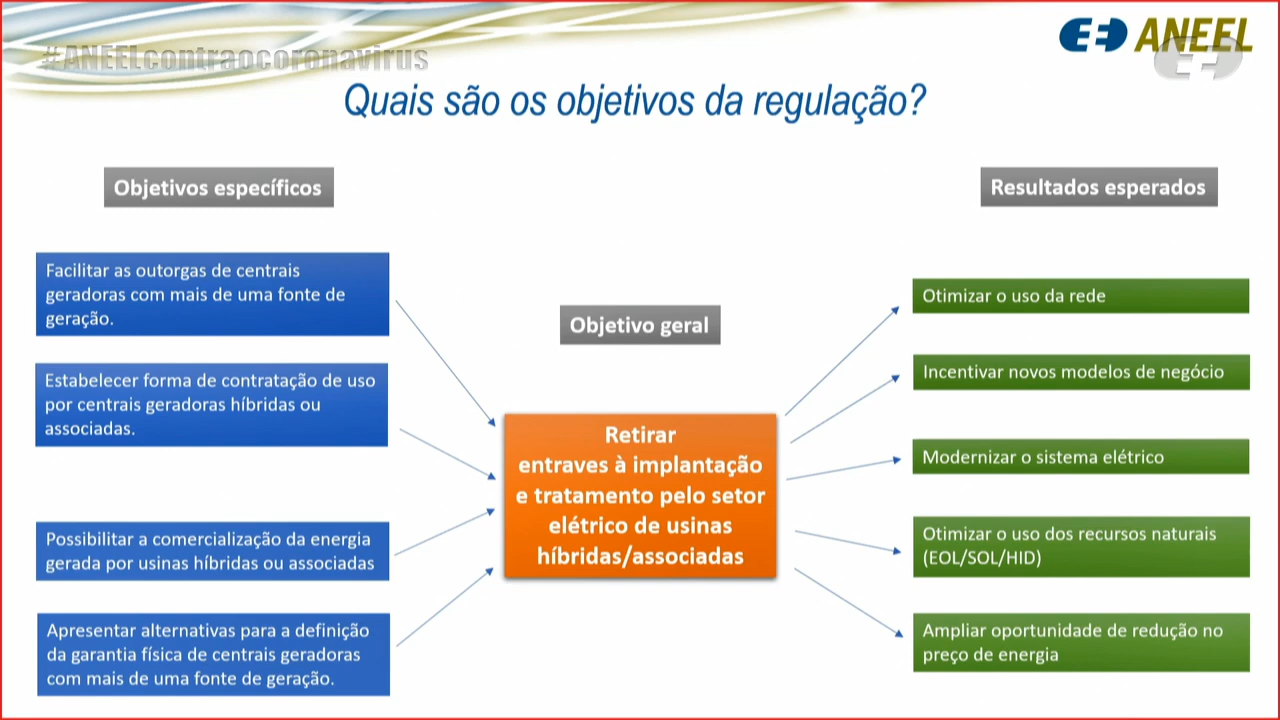 #ANEELcontraocoronavirus
ANEEL
Quais são os objetivos da regulação?
Objetivos específicos
Facilitar as outorgas de centrais
geradoras com mais de uma fonte de
geração.
Estabelecer forma de contratação de uso
por centrais geradoras híbridas ou
associadas.
Possibilitar a comercialização da energia
gerada por usinas híbridas ou associadas
Apresentar alternativas para a definição
da garantia física de centrais geradoras
com mais de uma fonte de geração.
Objetivo geral
Retirar
entraves à implantação
e tratamento pelo setor
elétrico de usinas
híbridas/associadas
Resultados esperados
Otimizar o uso da rede
Incentivar novos modelos de negócio
Modernizar o sistema elétrico
Otimizar o uso dos recursos naturais
(EOL/SOL/HID)
Ampliar oportunidade de redução no
preço de energia